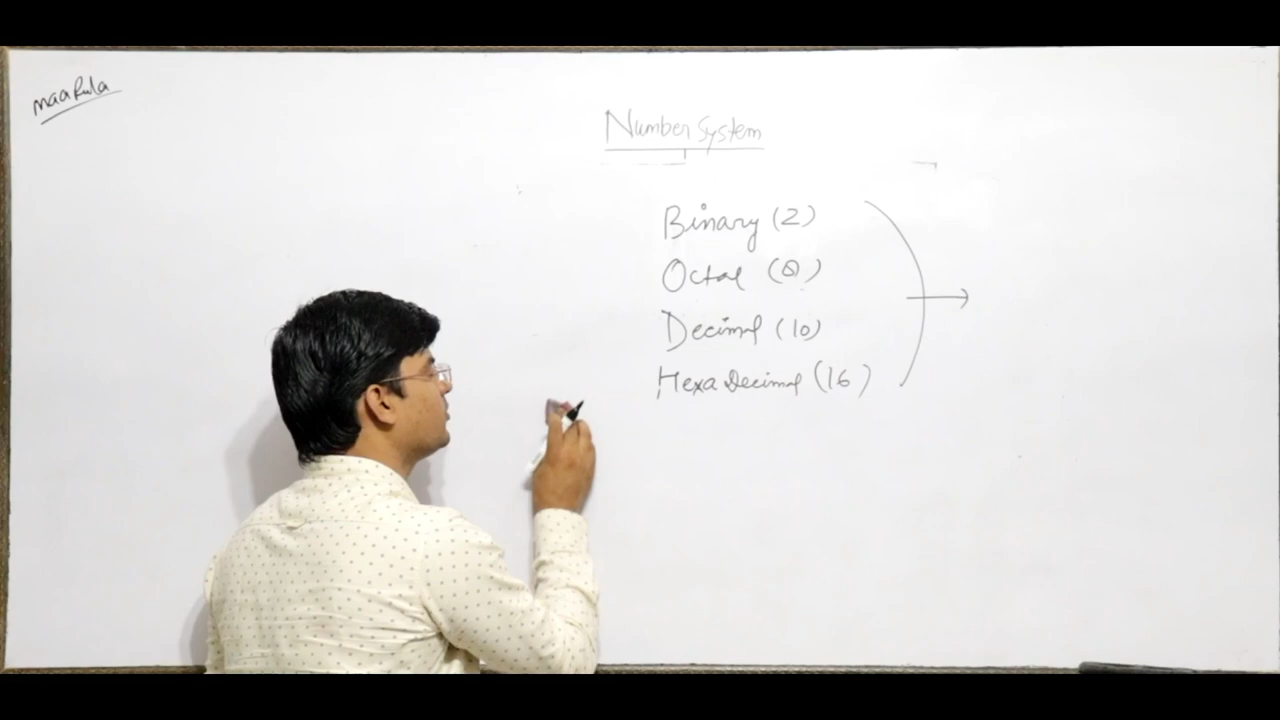 maaRula
Number System
Binary (2)
Octal (8)
Decimal (10)
Hexa Decimal (16)